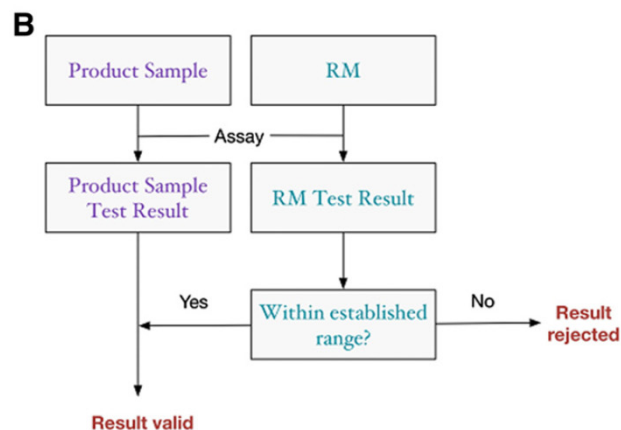 B
Product Sample
RM
Assay
Product Sample
Test Result
RM Test Result
Within established
range?
Yes
No
Result
rejected
Result valid